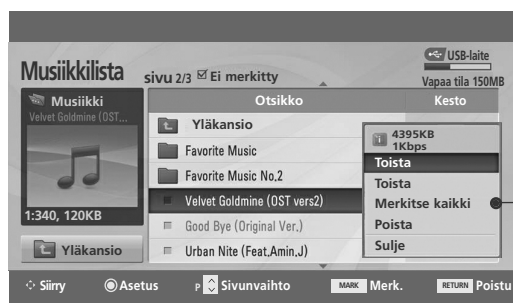 Musiikkilista
sivu 2/3
Ei merkitty
USB-laite
Vapaa tila 150MB
Musiikki
Velvet Goldmine (OST...
1:340, 120KB
Yläkansio
Otsikko
Kesto
Yläkansio
Favorite Music
Favorite Music No.2
Velvet Goldmine (OST vers2)
Good Bye (Original Ver.)
Urban Nite (Feat,Amin,J)
4395KB
1Kbps
Toista
Toista
Merkitse kaikki
Poista
Sulje
Siirry
Asetus
P Sivunvaihto
MARK Merk.
RETURN Poistu